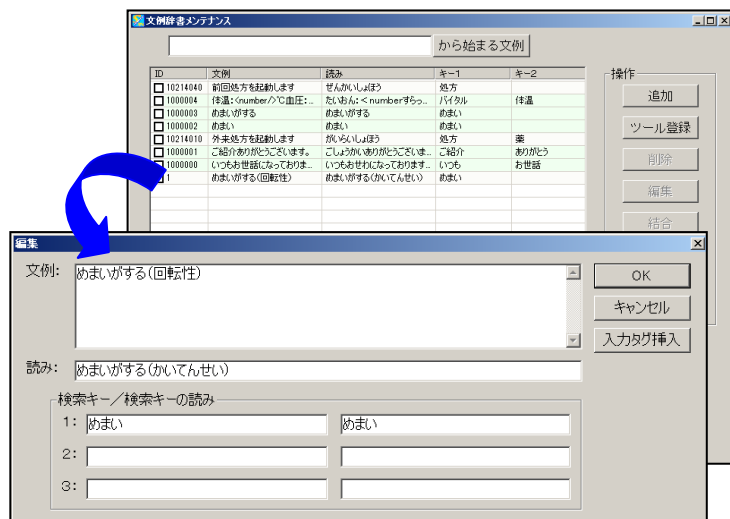 文例辞書メンテナンス
から始まる文例
ID 文例 読み キー1 キー2
10214040 前回処方を起動します ぜんかいしょほう 処方
1000004 体温:<number/>℃血圧:... たいおん:<numberすらっ... バイタル 体温
1000003 めまいがする めまいがする めまい
1000002 めまい めまい めまい
10214010 外来処方を起動します がいらいしょほう 処方 薬
1000001 ご紹介ありがとうございます。 ごしょうかいありがとうございま... ご紹介 ありがとう
1000000 いつもお世話になっておりま... いつもおせわになっております... いつも お世話
1 めまいがする(回転性) めまいがする(かいてんせい) めまい
操作
追加
ツール登録
削除
編集
結合
編集
文例: めまいがする(回転性)
OK
キャンセル
入力タグ挿入
読み: めまいがする(かいてんせい)
検索キー/検索キーの読み
1: めまい めまい
2:
3: